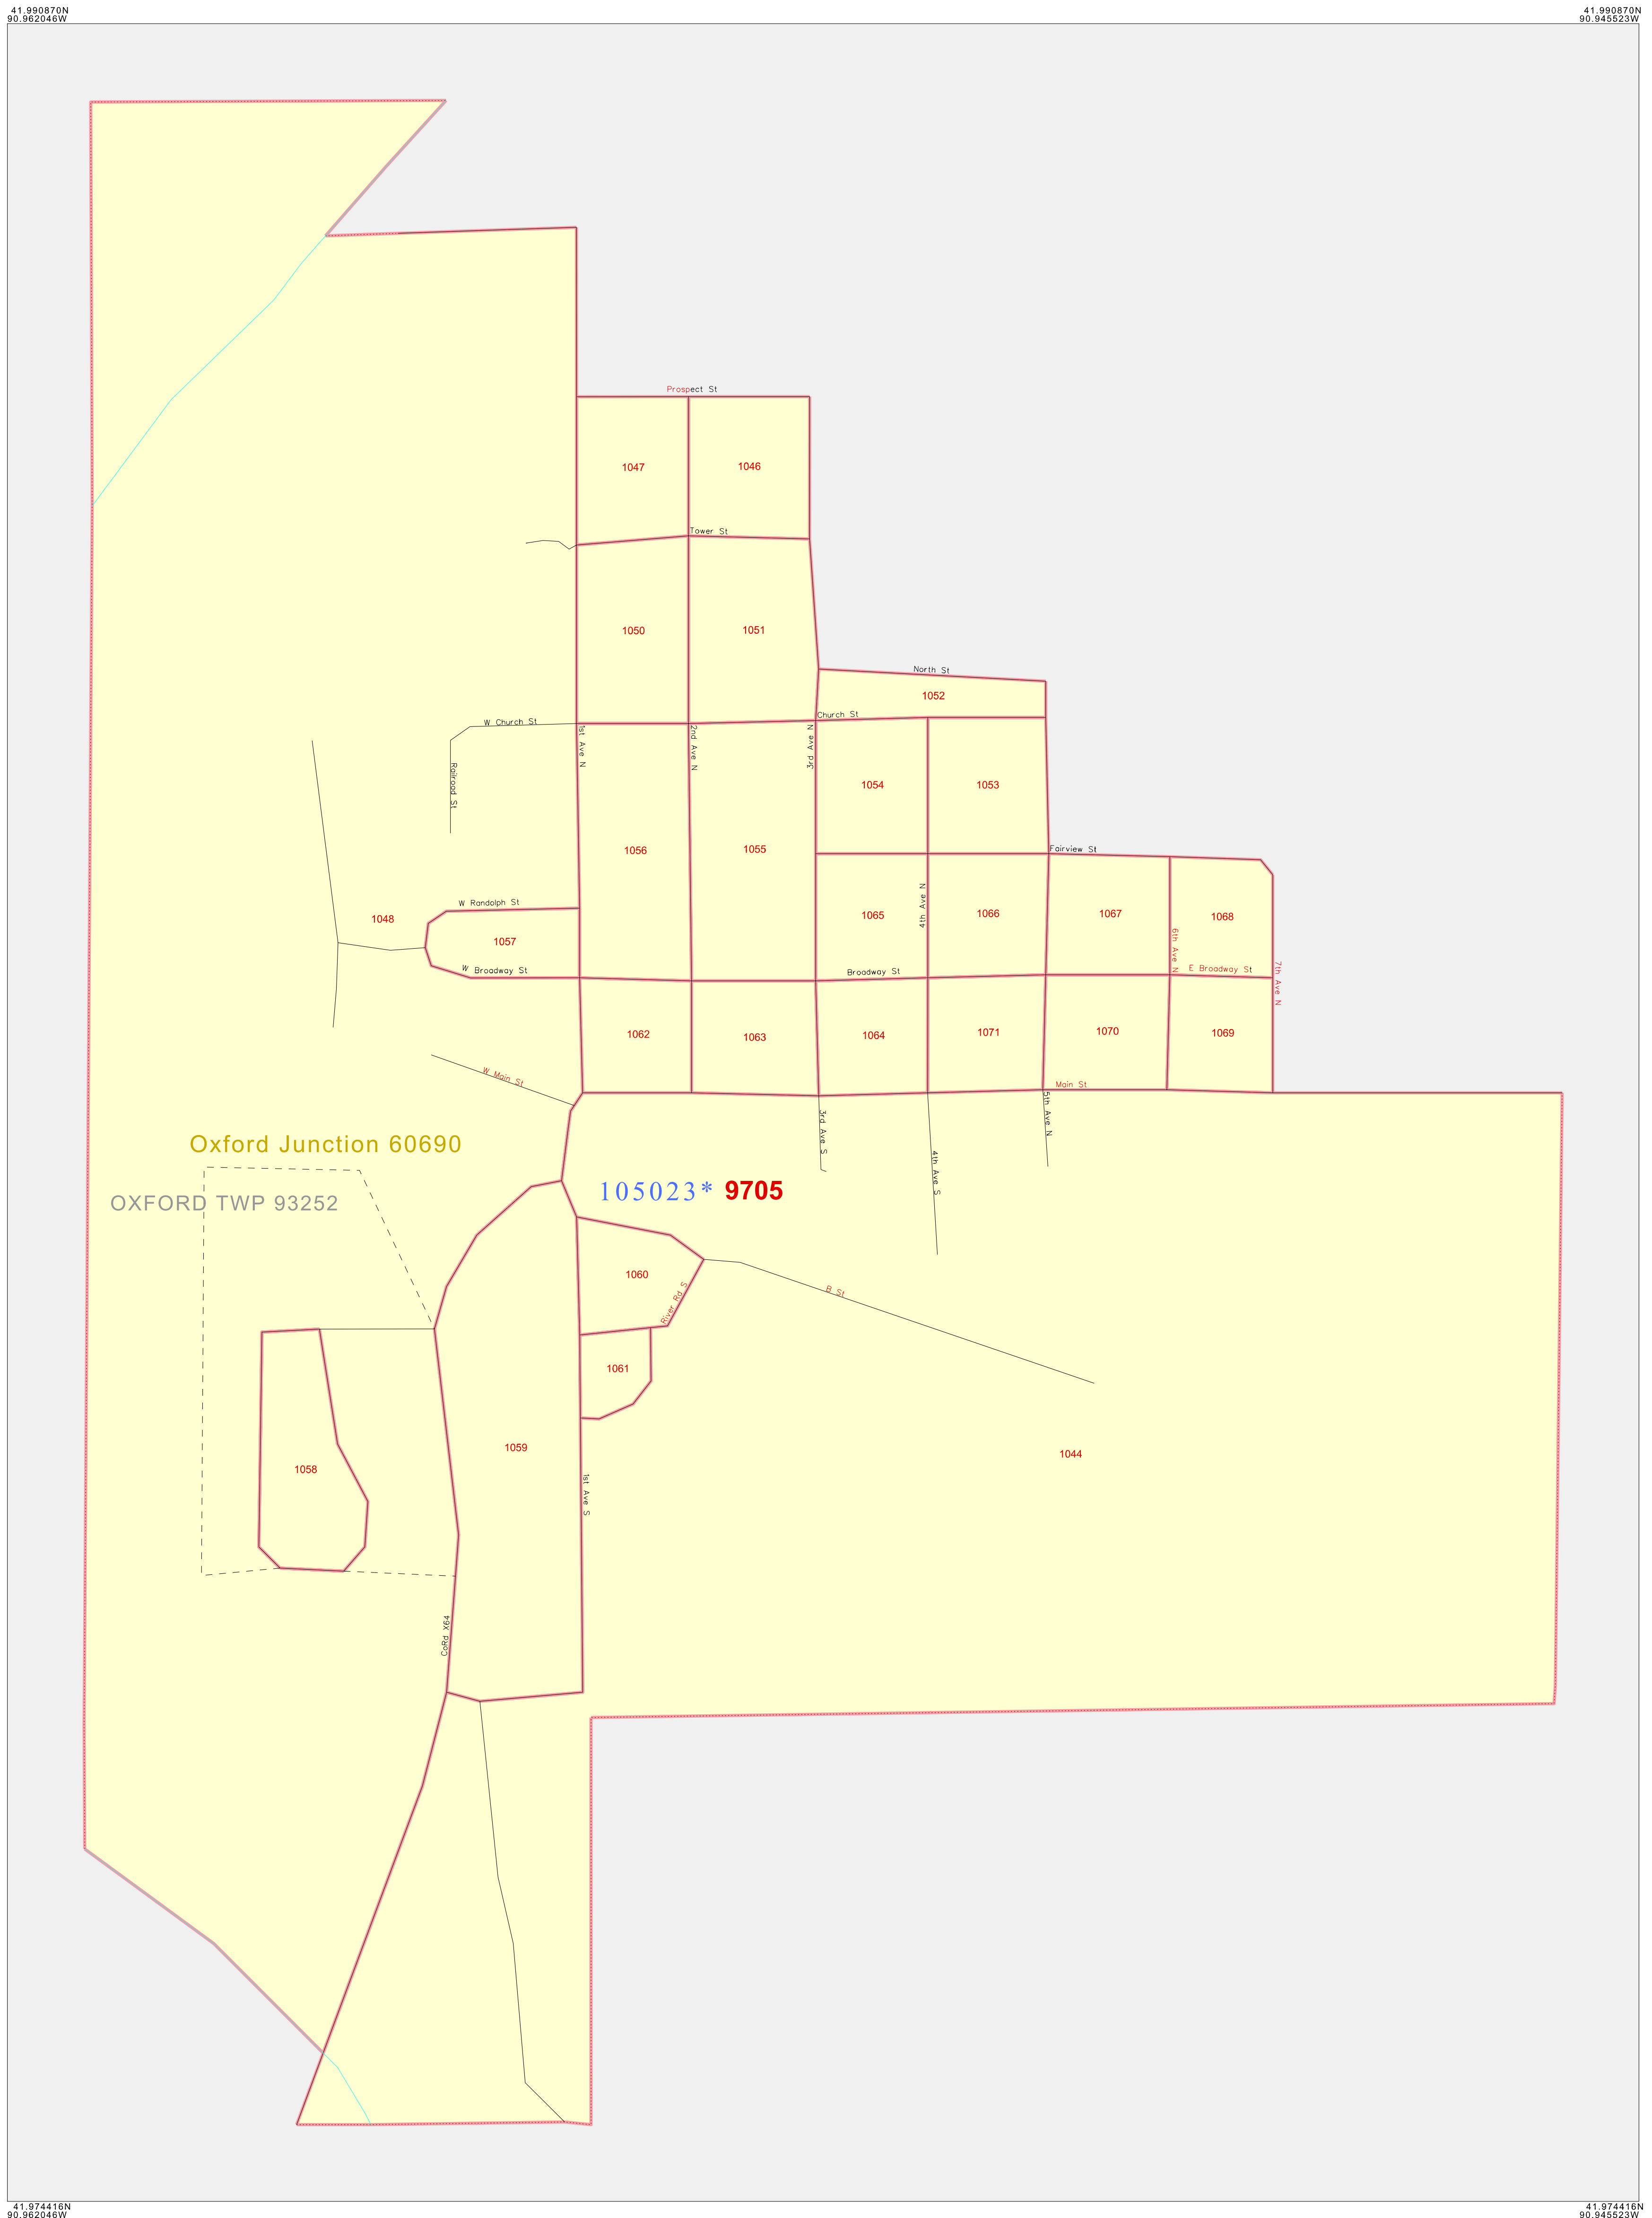 41.990870N
90.962046W
41.990870N
90.945523W
Prospect St
1047
1046
Tower St
1050
1051
North St
1052
Church St
W Church St
1st Ave N
2nd Ave N
3rd Ave N
Railroad St
1054
1053
1056
1055
Fairview St
4th Ave N
W Randolph St
1048
1057
1065
1066
1067
1068
6th Ave N
W Broadway St
Broadway St
E Broadway St
7th Ave N
1062
1063
1064
1071
1070
1069
W Main St
Main St
3rd Ave S
5th Ave N
4th Ave S
Oxford Junction 60690
OXFORD TWP 93252
105023* 9705
1060
River Rd S
B St
1061
1059
1044
1058
1st Ave S
CoRd X64
41.974416N
90.962046W
41.974416N
90.945523W